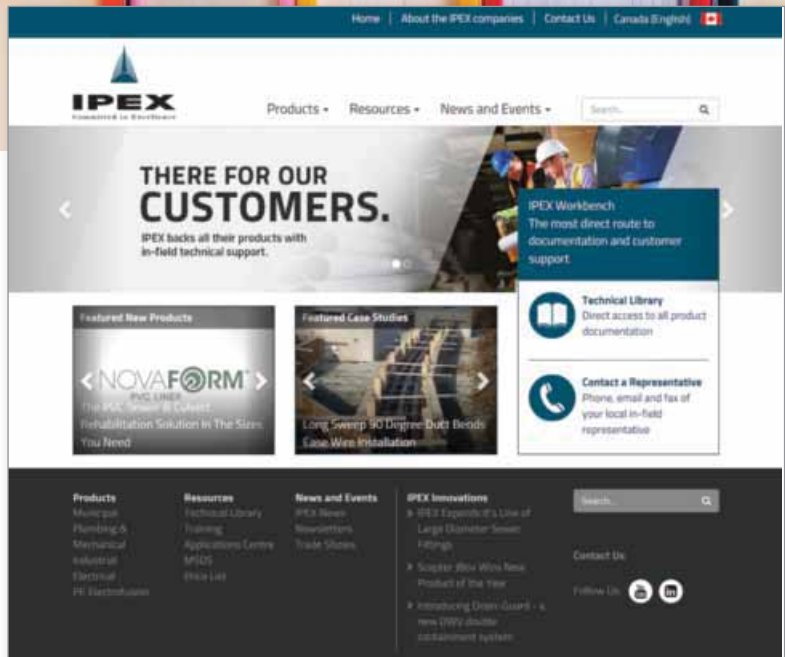 Home | About the IPEX companies | Contact Us | Canada (English)
IPEX
Committed to Excellence
Products
Resources
News and Events
Search...
THERE FOR OUR
CUSTOMERS.
IPEX backs all their products with
in-field technical support.
IPEX Workbench
The most direct route to
documentation and customer
support
Technical Library
Direct access to all product
documentation
Contact a Representative
Phone, email and fax of
your local in-field
representative
Featured New Products
NOVAFORM™
PVC LINER
The PVC Sewer & Culvert
Rehabilitation Solution In The Sizes
You Need
Featured Case Studies
Long Sweep 90 Degree Duct Bends
Ease Wire Installation
Products
Municipal
Plumbing &
Mechanical
Industrial
Electrical
PE Electrofusion
Resources
Technical Library
Training
Applications Centre
MSDS
Price List
News and Events
IPEX News
Newsletters
Trade Shows
IPEX Innovations
IPEX Expands It's Line of
Large Diameter Sewer
Fittings
Scepter JBox Wins New
Product of the Year
Introducing Drain-Guard - a
new DWV double
containment system
Search...
Contact Us
Follow Us
You Tube
in